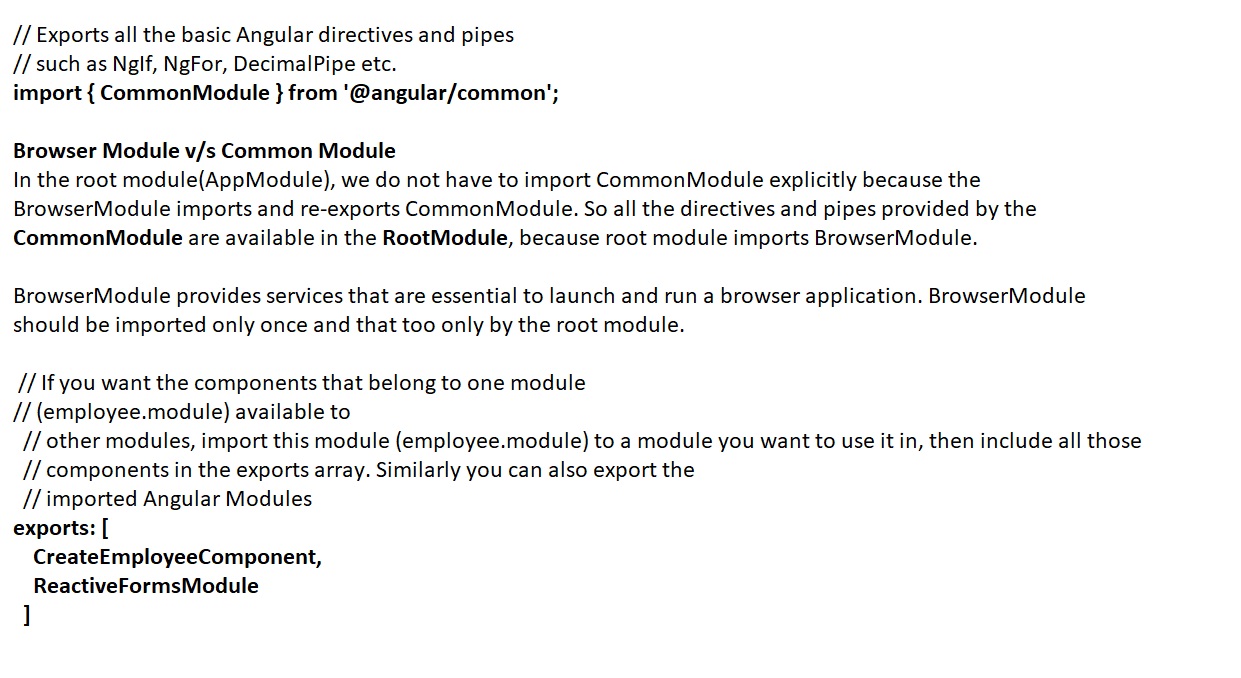 // Exports all the basic Angular directives and pipes
// such as NgIf, NgFor, DecimalPipe etc.
import { CommonModule } from '@angular/common';
Browser Module v/s Common Module
In the root module(AppModule), we do not have to import CommonModule explicitly because the
BrowserModule imports and re-exports CommonModule. So all the directives and pipes provided by the
CommonModule are available in the RootModule, because root module imports BrowserModule.
BrowserModule provides services that are essential to launch and run a browser application. BrowserModule
should be imported only once and that too only by the root module.
// If you want the components that belong to one module
// (employee.module) available to
// other modules, import this module (employee.module) to a module you want to use it in, then include all those
// components in the exports array. Similarly you can also export the
// imported Angular Modules
exports: [
CreateEmployeeComponent,
ReactiveFormsModule
]